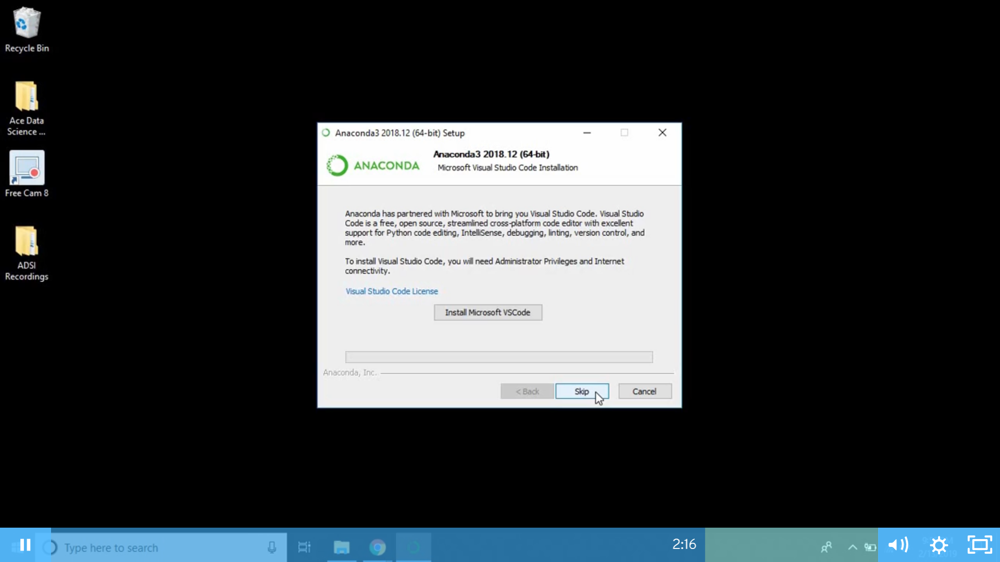 Recycle Bin
Ace Data
Science ...
Free Cam 8
ADSI
Recordings
Anaconda3 2018.12 (64-bit) Setup
ANACONDA
Anaconda3 2018.12 (64-bit)
Microsoft Visual Studio Code Installation
Anaconda has partnered with Microsoft to bring you Visual Studio Code. Visual Studio
Code is a free, open source, streamlined cross-platform code editor with excellent
support for Python code editing, IntelliSense, debugging, linting, version control, and
more.
To install Visual Studio Code, you will need Administrator Privileges and Internet
connectivity.
Visual Studio Code License
Install Microsoft VSCode
Anaconda, Inc.
< Back
Skip
Cancel
Type here to search
2:16